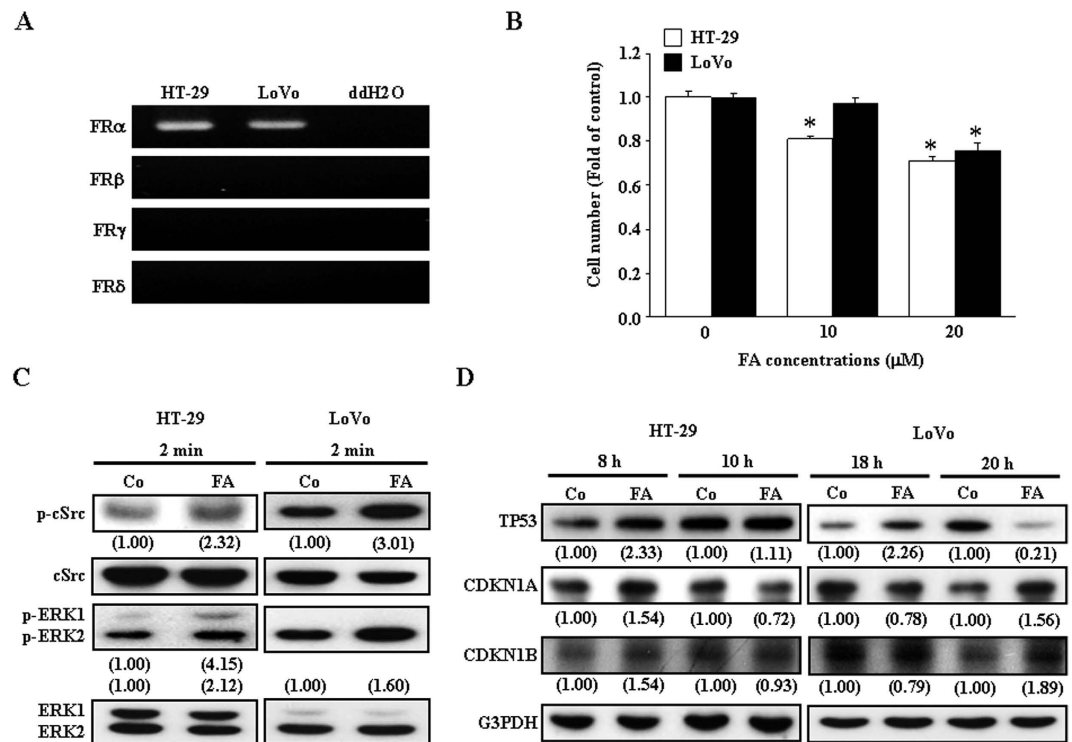 A
HT-29 LoVo ddH2O
FRα
FRβ
FRγ
FRδ
B
HT-29
LoVo
Cell number (Fold of control)
1.2
1.0
0.8
0.6
0.4
0.2
0.0
*
* *
0 10 20
FA concentrations (μM)
C
HT-29 LoVo
2 min 2 min
Co FA Co FA
p-cSrc
(1.00) (2.32) (1.00) (3.01)
cSrc
p-ERK1
p-ERK2
(1.00) (4.15)
(1.00) (2.12) (1.00) (1.60)
ERK1
ERK2
D
HT-29 LoVo
8 h 10 h 18 h 20 h
Co FA Co FA Co FA Co FA
TP53
(1.00) (2.33) (1.00) (1.11) (1.00) (2.26) (1.00) (0.21)
CDKN1A
(1.00) (1.54) (1.00) (0.72) (1.00) (0.78) (1.00) (1.56)
CDKN1B
(1.00) (1.54) (1.00) (0.93) (1.00) (0.79) (1.00) (1.89)
G3PDH